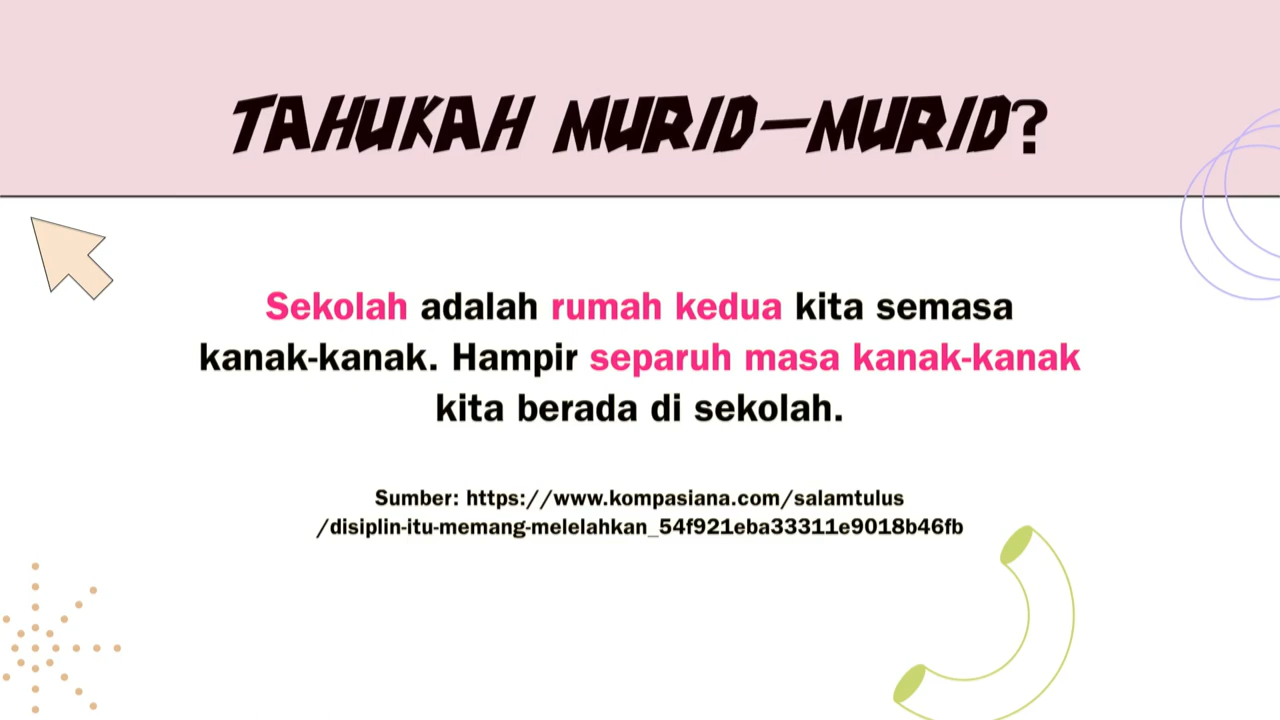 TAHUKAH MURID-MURID?
Sekolah adalah rumah kedua kita semasa
kanak-kanak. Hampir separuh masa kanak-kanak
kita berada di sekolah.
Sumber: https://www.kompasiana.com/salamtulus
/disiplin-itu-memang-melelahkan_54f921eba33311e9018b46fb